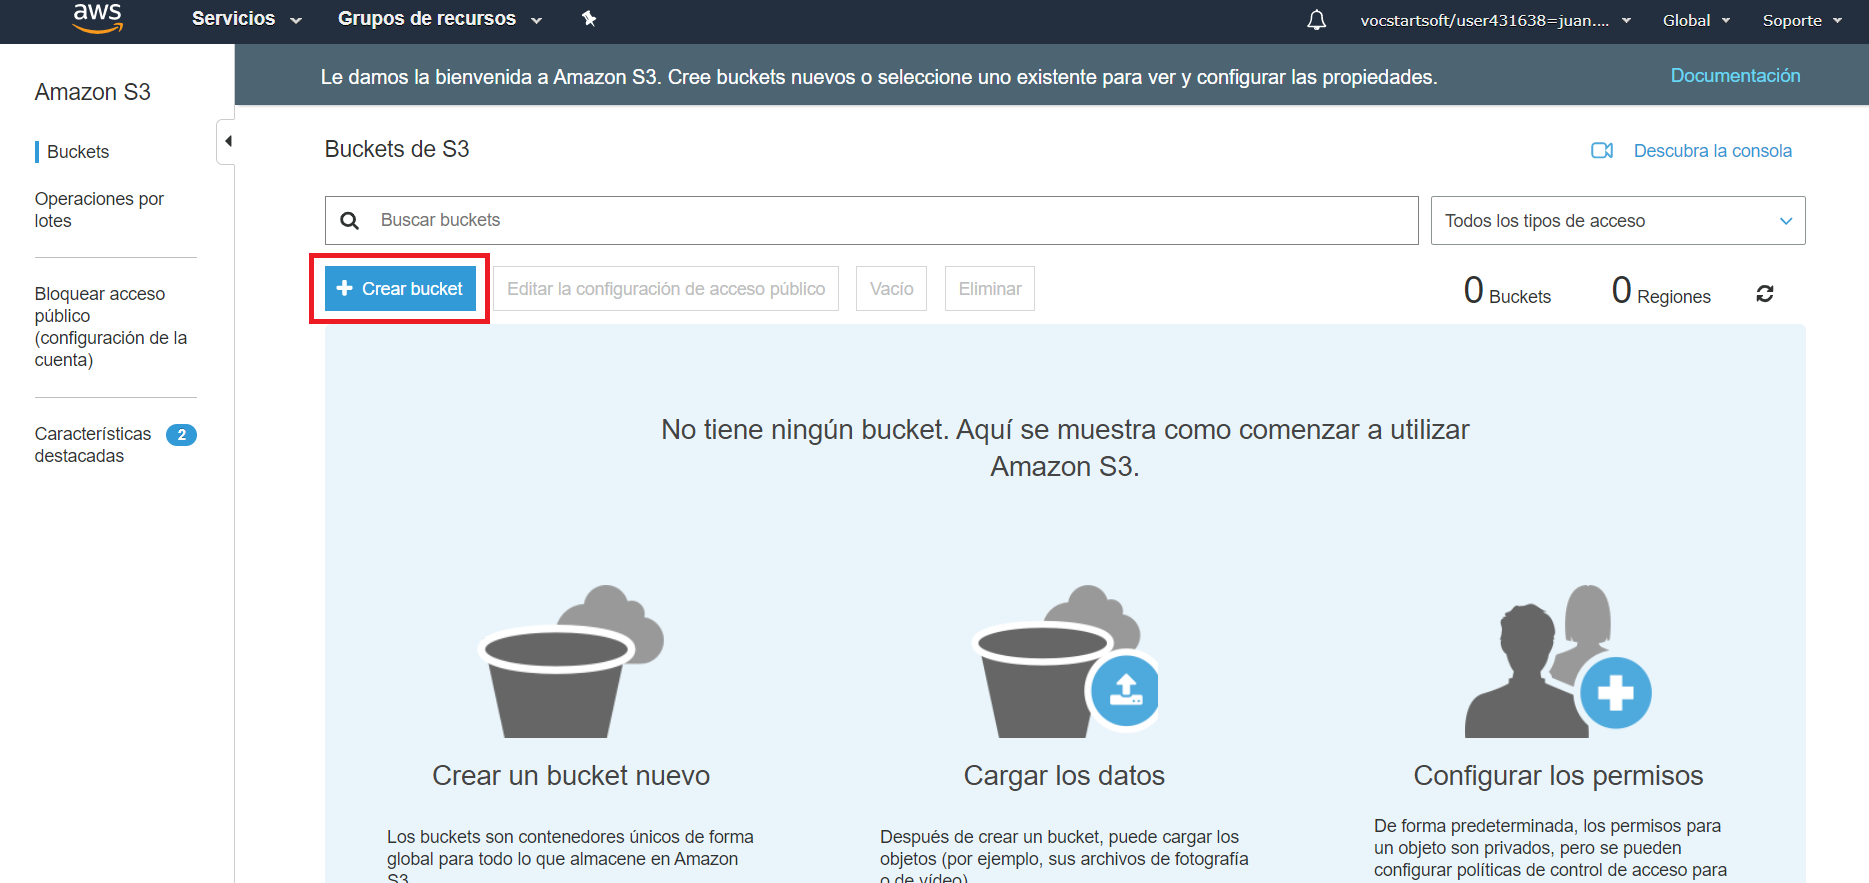 aws
Servicios
Grupos de recursos
vocstartsoft/user431638=juan....
Global
Soporte
Amazon S3
Buckets
Operaciones por
lotes
Bloquear acceso
público
(configuración de la
cuenta)
Características 2
destacadas
Le damos la bienvenida a Amazon S3. Cree buckets nuevos o seleccione uno existente para ver y configurar las propiedades.
Documentación
Buckets de S3
Descubra la consola
Buscar buckets
Todos los tipos de acceso
Crear bucket
Editar la configuración de acceso público
Vacío
Eliminar
0 Buckets
0 Regiones
No tiene ningún bucket. Aquí se muestra como comenzar a utilizar
Amazon S3.
Crear un bucket nuevo
Los buckets son contenedores únicos de forma
global para todo lo que almacene en Amazon
S3.
Cargar los datos
Después de crear un bucket, puede cargar los
objetos (por ejemplo, sus archivos de fotografía
o de vídeo)
Configurar los permisos
De forma predeterminada, los permisos para
un objeto son privados, pero se pueden
configurar políticas de control de acceso para